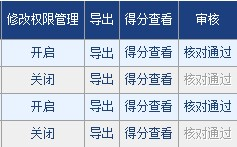 修改权限管理 导出 得分查看 审核
开启 导出 得分查看 核对通过
关闭 导出 得分查看 核对通过
开启 导出 得分查看 核对通过
关闭 导出 得分查看 核对通过